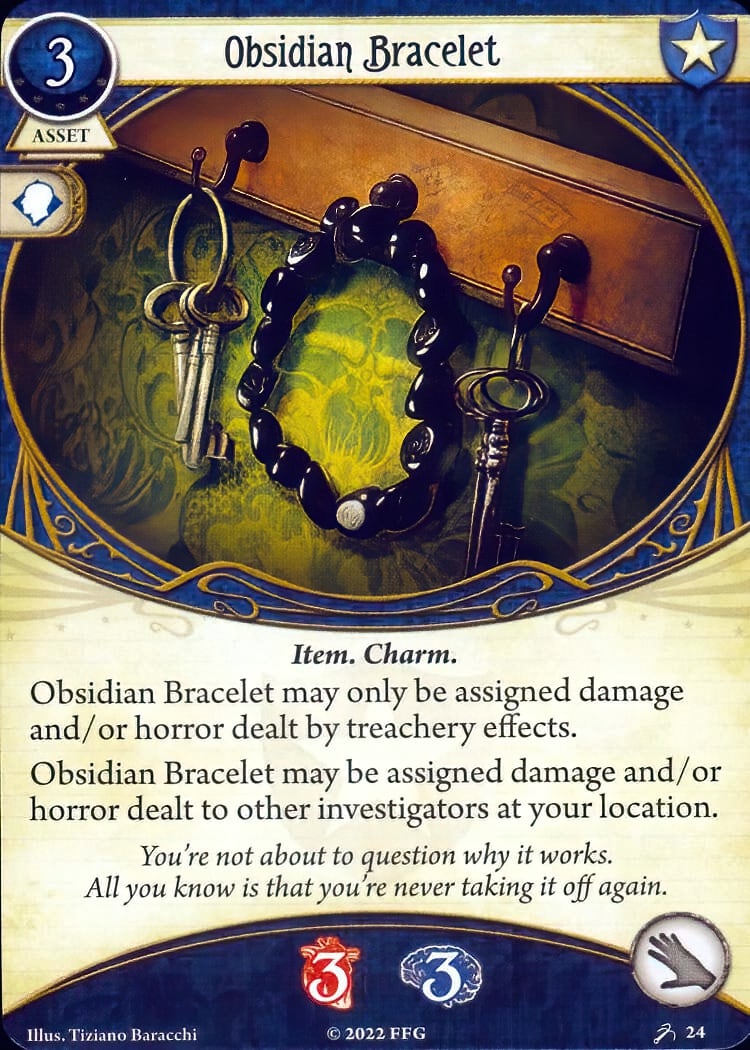 3
Obsidian Bracelet
ASSET
Item. Charm.
Obsidian Bracelet may only be assigned damage
and/or horror dealt by treachery effects.
Obsidian Bracelet may be assigned damage and/or
horror dealt to other investigators at your location.
You're not about to question why it works.
All you know is that you're never taking it off again.
3 3
Illus. Tiziano Baracchi © 2022 FFG 24